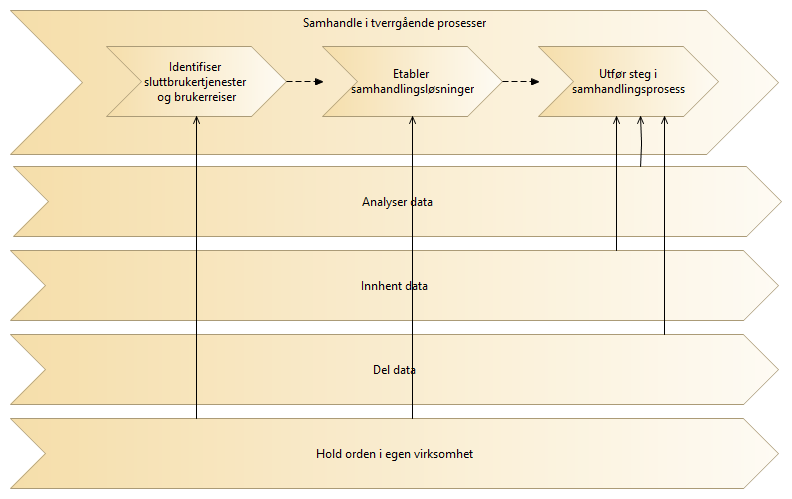 Samhandle i tverrgående prosesser
Identifiser
sluttbrukertjenester
og brukerreiser
Etabler
samhandlingsløsninger
Utfør steg i
samhandlingsprosess
Analyser data
Innhent data
Del data
Hold orden i egen virksomhet